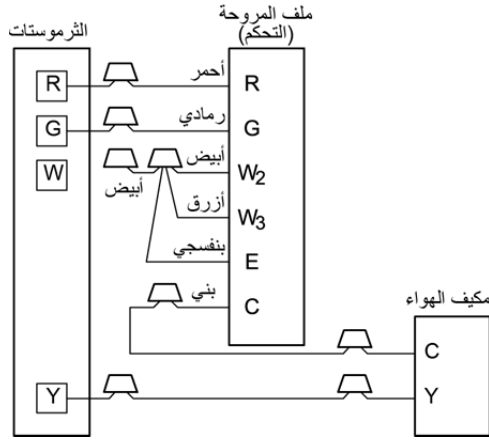 ملف المروحة
(التحكم)
الثرموستات
أحمر
R
R
رمادي
G
G
أبيض
W
أبيض
W2
أزرق
W3
بنفسجي
E
بني
C
مكيف الهواء
C
Y
Y